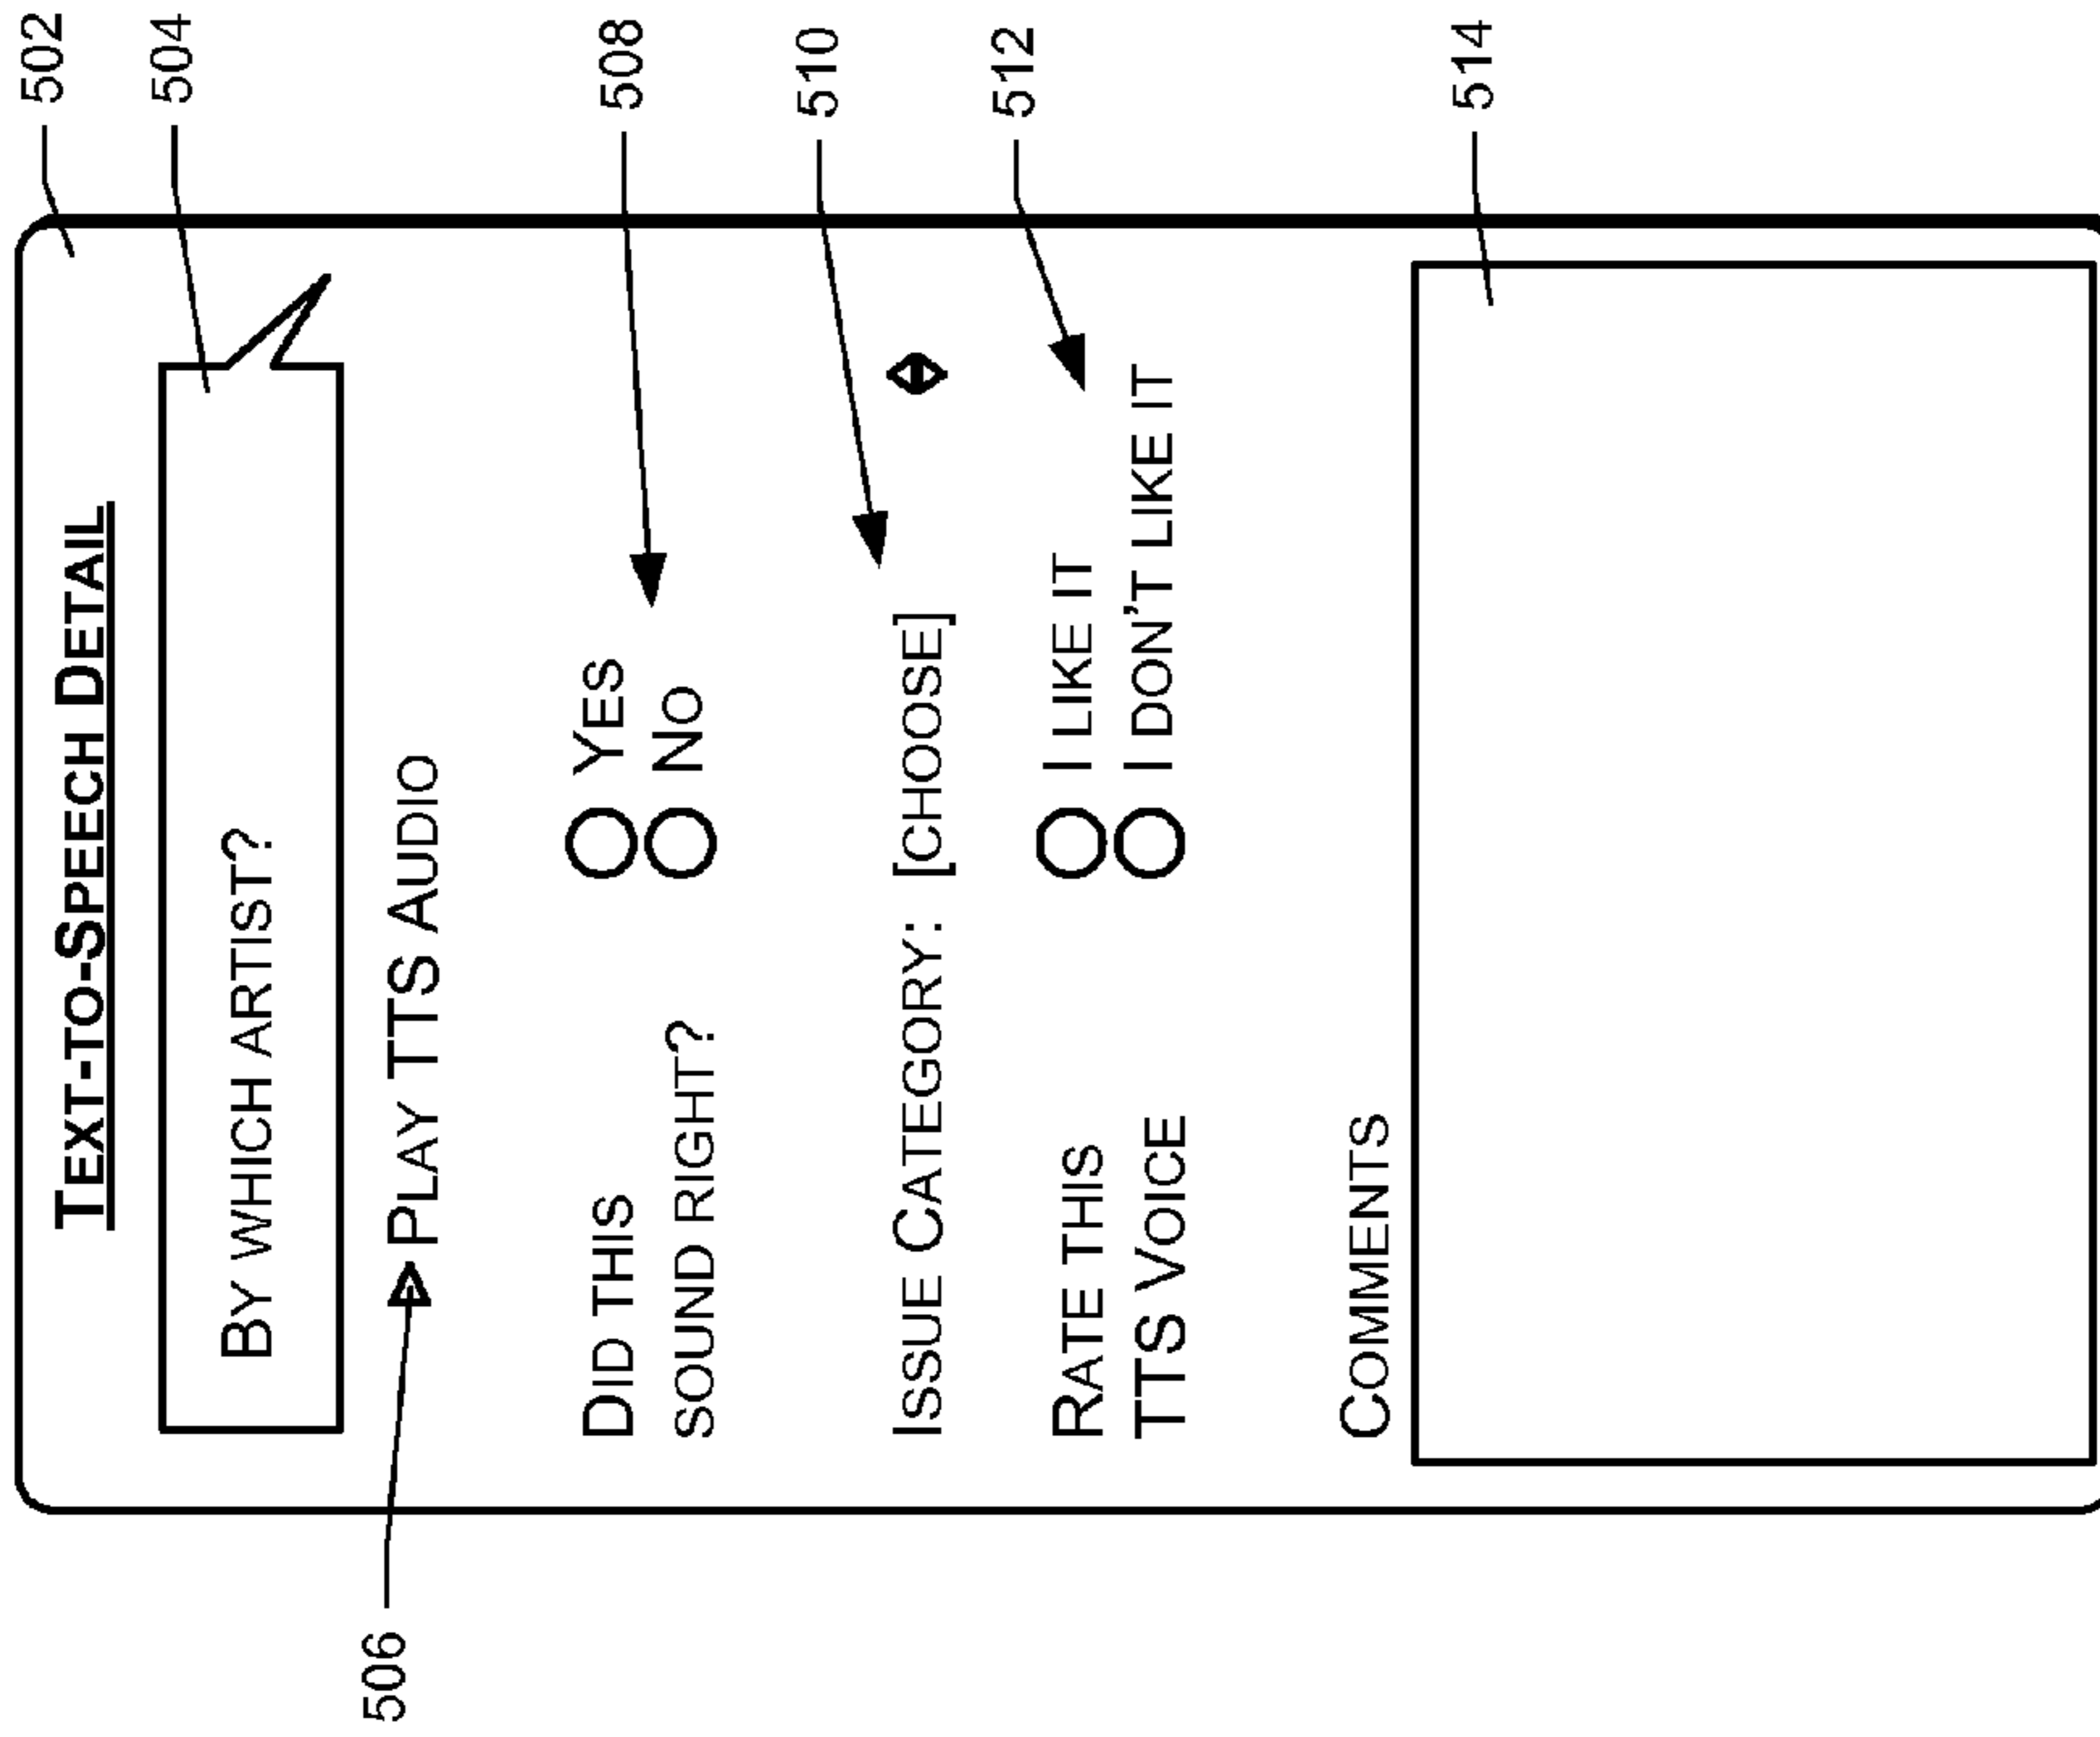 502
TEXT-TO-SPEECH DETAIL
504
BY WHICH ARTIST?
506
PLAY TTS AUDIO
508
DID THIS
SOUND RIGHT?
YES
NO
510
ISSUE CATEGORY: [CHOOSE]
512
RATE THIS
TTS VOICE
I LIKE IT
I DON'T LIKE IT
COMMENTS
514